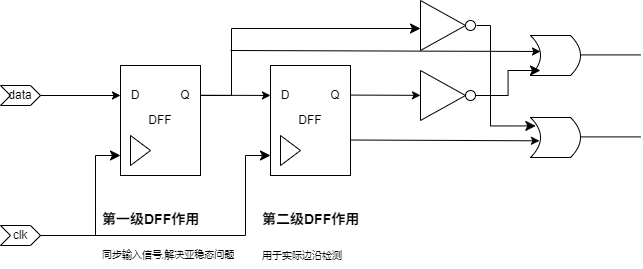 data
D
Q
DFF
D
Q
DFF
clk
第一级DFF作用
第二级DFF作用
同步输入信号,解决亚稳态问题
用于实际边沿检测